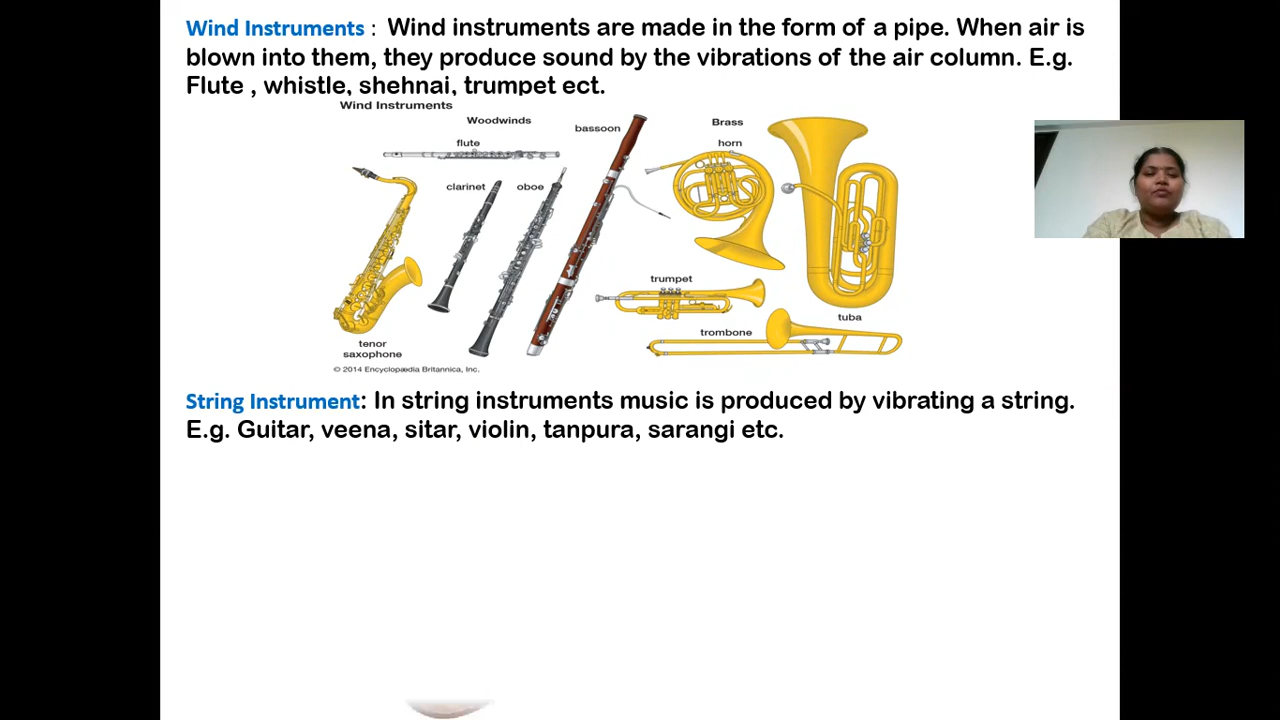 Wind Instruments : Wind instruments are made in the form of a pipe. When air is
blown into them, they produce sound by the vibrations of the air column. E.g.
Flute , whistle, shehnai, trumpet ect.
Wind Instruments
Woodwinds
Brass
flute
bassoon
horn
clarinet
oboe
trumpet
tuba
trombone
tenor
saxophone
© 2014 Encyclopædia Britannica, Inc.
String Instrument: In string instruments music is produced by vibrating a string.
E.g. Guitar, veena, sitar, violin, tanpura, sarangi etc.